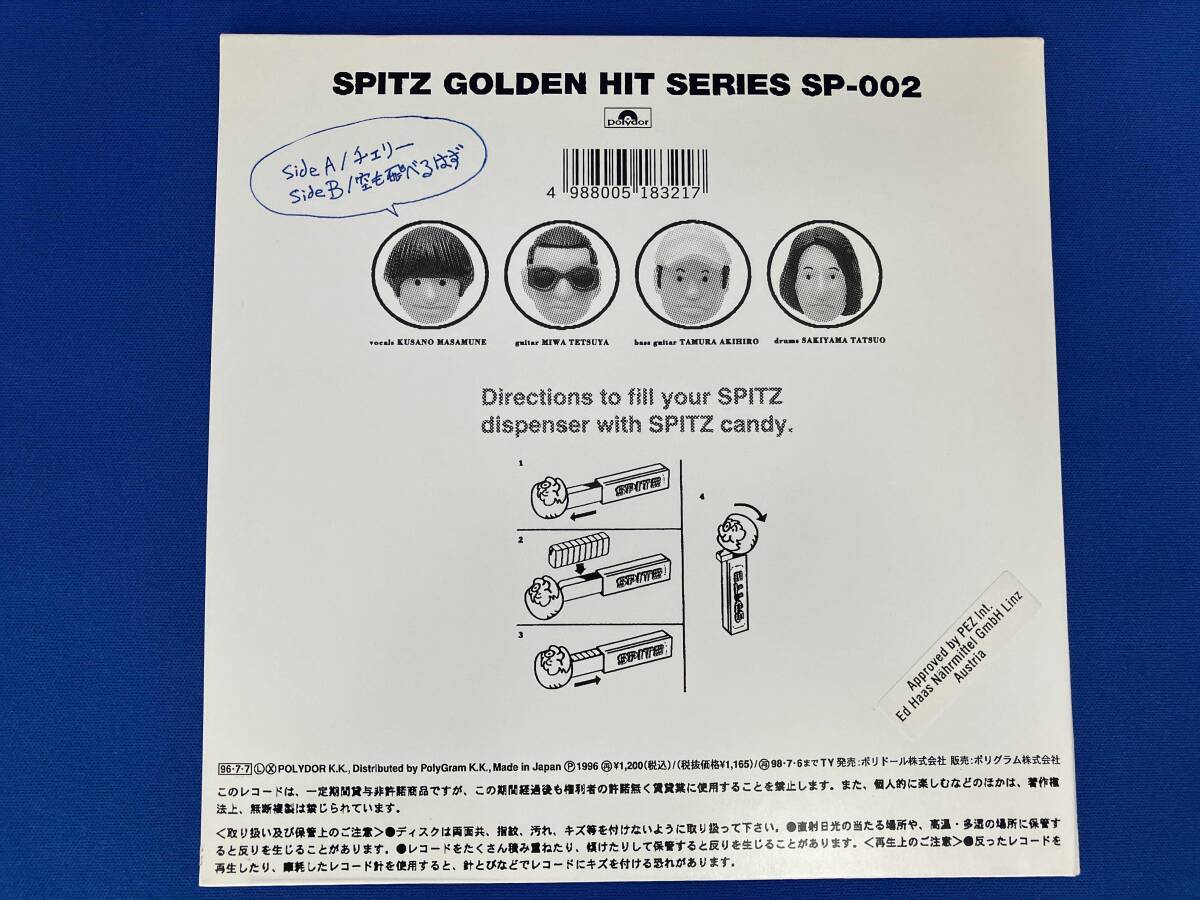 SPITZ GOLDEN HIT SERIES SP-002
Polydor
Side A/チェリー
Side B/空も飛べるはず
4 988005 183217
vocals KUSANO MASAMUNE
guitar MIWA TETSUYA
bass guitar TAMURA AKIHIRO
drums SAKIYAMA TATSUO
Directions to fill your SPITZ
dispenser with SPITZ candy.
1
SPITZ
2
SPITZ
3
SPITZ
4
SPITZ
Approved by PEZ Int.
Ed Haas Nährmittel GmbH Linz
Austria
96・7・7 Ⓛ Ⓧ POLYDOR K.K., Distributed by PolyGram K.K., Made in Japan Ⓟ1996 ㊢¥1,200(税込)/(税抜価格¥1,165)/㊢98・7・6までTY 発売:ポリドール株式会社 販売:ポリグラム株式会社
このレコードは、一定期間貸与非許諾商品ですが、この期間経過後も権利者の許諾無く賃貸業に使用することを禁止します。また、個人的に楽しむなどのほかは、著作権
法上、無断複製は禁じられています。
<取り扱い及び保管上のご注意>●ディスクは両面共、指紋、汚れ、キズ等を付けないように取り扱って下さい。●直射日光の当たる場所や、高温・多湿の場所に保管す
ると反りを生じることがあります。●レコードをたくさん積み重ねたり、傾けたりして保管すると反りを生じることがあります。<再生上のご注意>●反ったレコードを
再生したり、摩耗したレコード針を使用すると、針とびなどでレコードにキズを付ける恐れがあります。